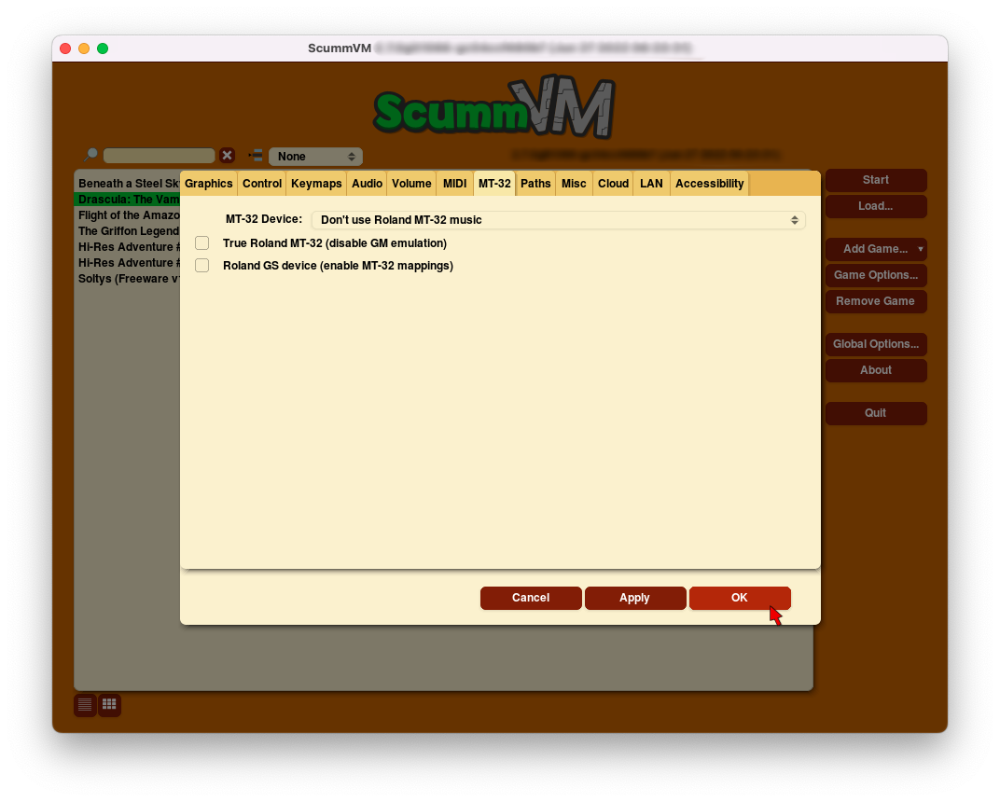 ScummVM
ScummVM
None
Graphics Control Keymaps Audio Volume MIDI MT-32 Paths Misc Cloud LAN Accessibility
Beneath a Steel Sk
Drascula: The Vam
Flight of the Amazo
The Griffon Legend
Hi-Res Adventure #
Hi-Res Adventure #
Soltys (Freeware v
MT-32 Device: Don't use Roland MT-32 music
True Roland MT-32 (disable GM emulation)
Roland GS device (enable MT-32 mappings)
Cancel Apply OK
Start
Load...
Add Game...
Game Options...
Remove Game
Global Options...
About
Quit